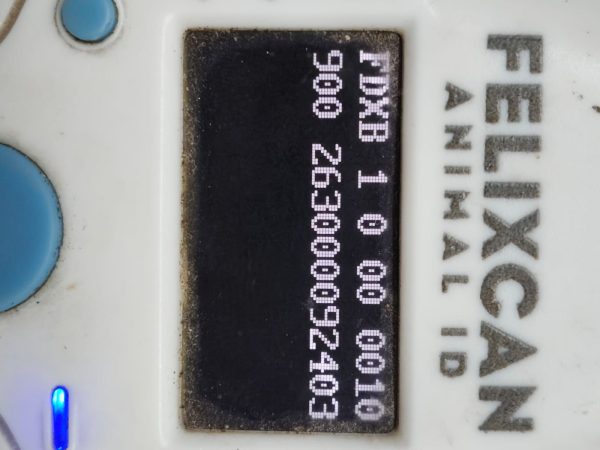 FELIXCAN
ANIMAL ID
FDXB 1 0 00 0010
900 263000092403